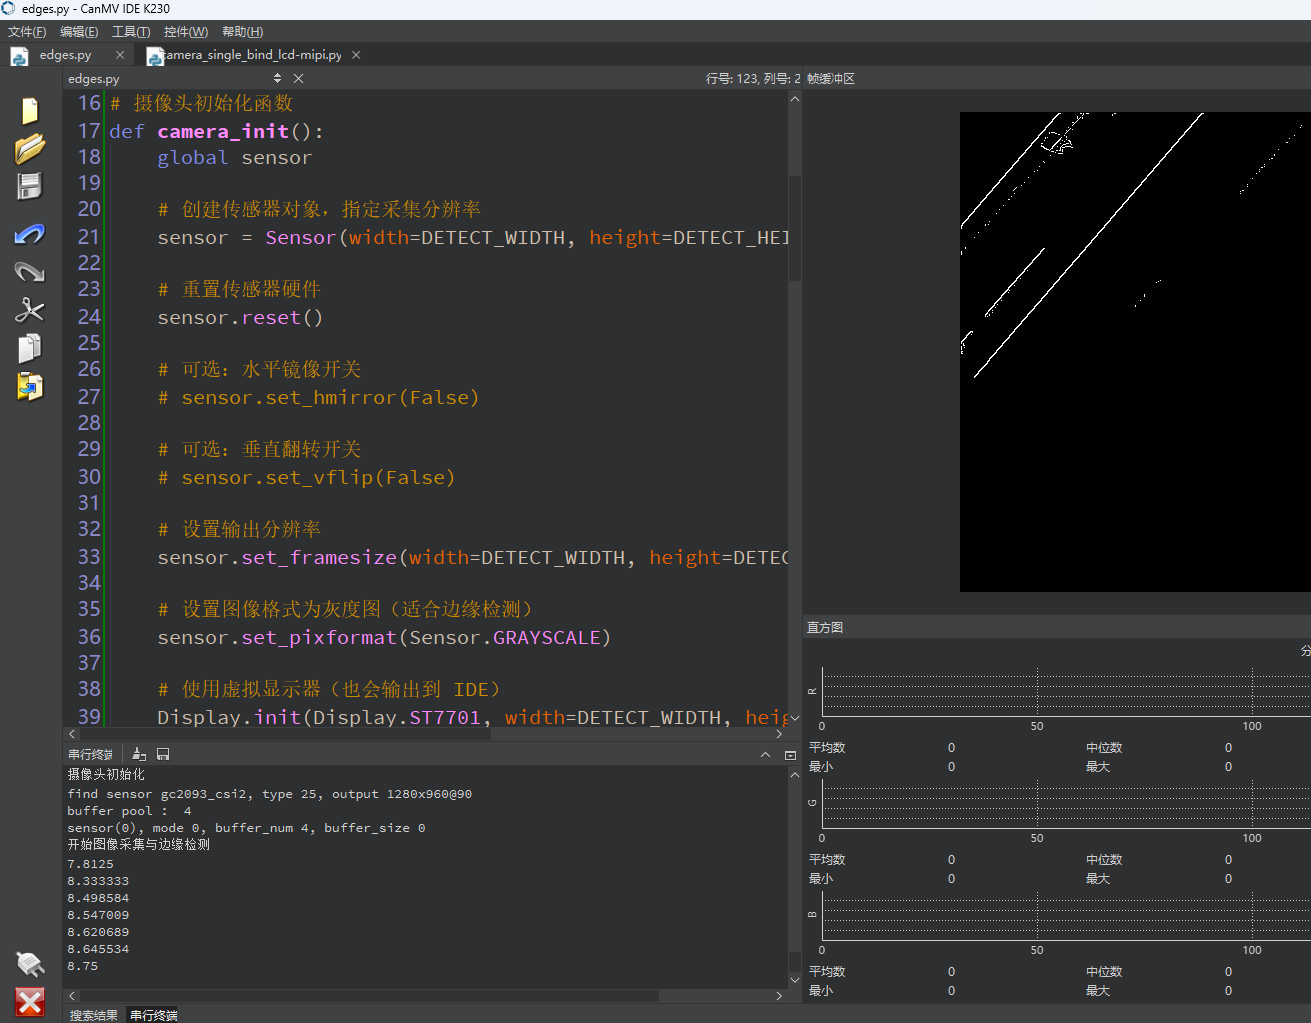 edges.py - CanMV IDE K230
文件(F) 编辑(E) 工具(T) 控件(W) 帮助(H)
edges.py
camera_single_bind_lcd-mipi.py
edges.py
行号: 123, 列号: 2
帧缓冲区
16 # 摄像头初始化函数
17 def camera_init():
18 global sensor
19
20 # 创建传感器对象，指定采集分辨率
21 sensor = Sensor(width=DETECT_WIDTH, height=DETECT_HEI
22
23 # 重置传感器硬件
24 sensor.reset()
25
26 # 可选：水平镜像开关
27 # sensor.set_hmirror(False)
28
29 # 可选：垂直翻转开关
30 # sensor.set_vflip(False)
31
32 # 设置输出分辨率
33 sensor.set_framesize(width=DETECT_WIDTH, height=DETEC
34
35 # 设置图像格式为灰度图（适合边缘检测）
36 sensor.set_pixformat(Sensor.GRAYSCALE)
37
38 # 使用虚拟显示器（也会输出到 IDE）
39 Display.init(Display.ST7701, width=DETECT_WIDTH, heig
串行终端
摄像头初始化
find sensor gc2093_csi2, type 25, output 1280x960@90
buffer pool : 4
sensor(0), mode 0, buffer_num 4, buffer_size 0
开始图像采集与边缘检测
7.8125
8.333333
8.498584
8.547009
8.620689
8.645534
8.75
搜索结果 串行终端
直方图
分
R
0 50 100
平均数 0 中位数 0
最小 0 最大 0
G
0 50 100
平均数 0 中位数 0
最小 0 最大 0
B
0 50 100
平均数 0 中位数 0
最小 0 最大 0